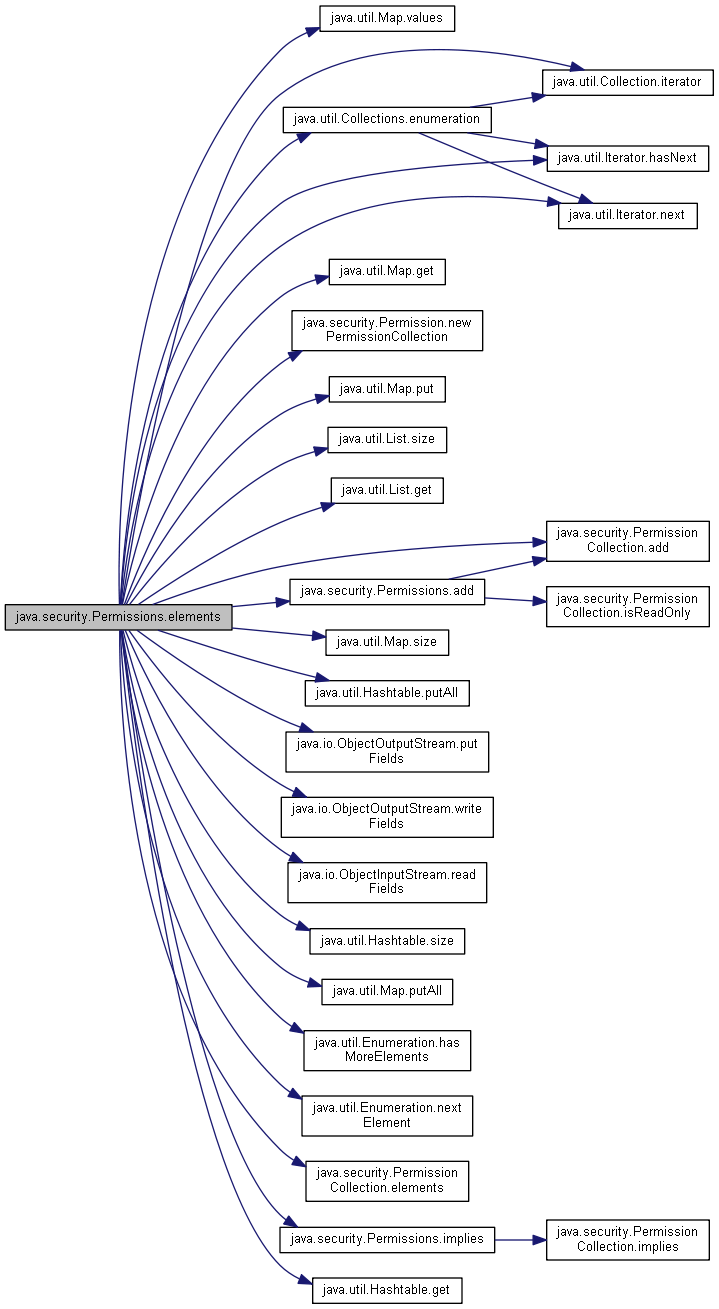 java.util.Map.values
java.util.Collection.iterator
java.util.Collections.enumeration
java.util.Iterator.hasNext
java.util.Iterator.next
java.util.Map.get
java.security.Permission.new
PermissionCollection
java.util.Map.put
java.util.List.size
java.util.List.get
java.security.Permission
Collection.add
java.security.Permissions.add
java.security.Permission
Collection.isReadOnly
java.security.Permissions.elements
java.util.Map.size
java.util.Hashtable.putAll
java.io.ObjectOutputStream.put
Fields
java.io.ObjectOutputStream.write
Fields
java.io.ObjectInputStream.read
Fields
java.util.Hashtable.size
java.util.Map.putAll
java.util.Enumeration.has
MoreElements
java.util.Enumeration.next
Element
java.security.Permission
Collection.elements
java.security.Permissions.implies
java.security.Permission
Collection.implies
java.util.Hashtable.get